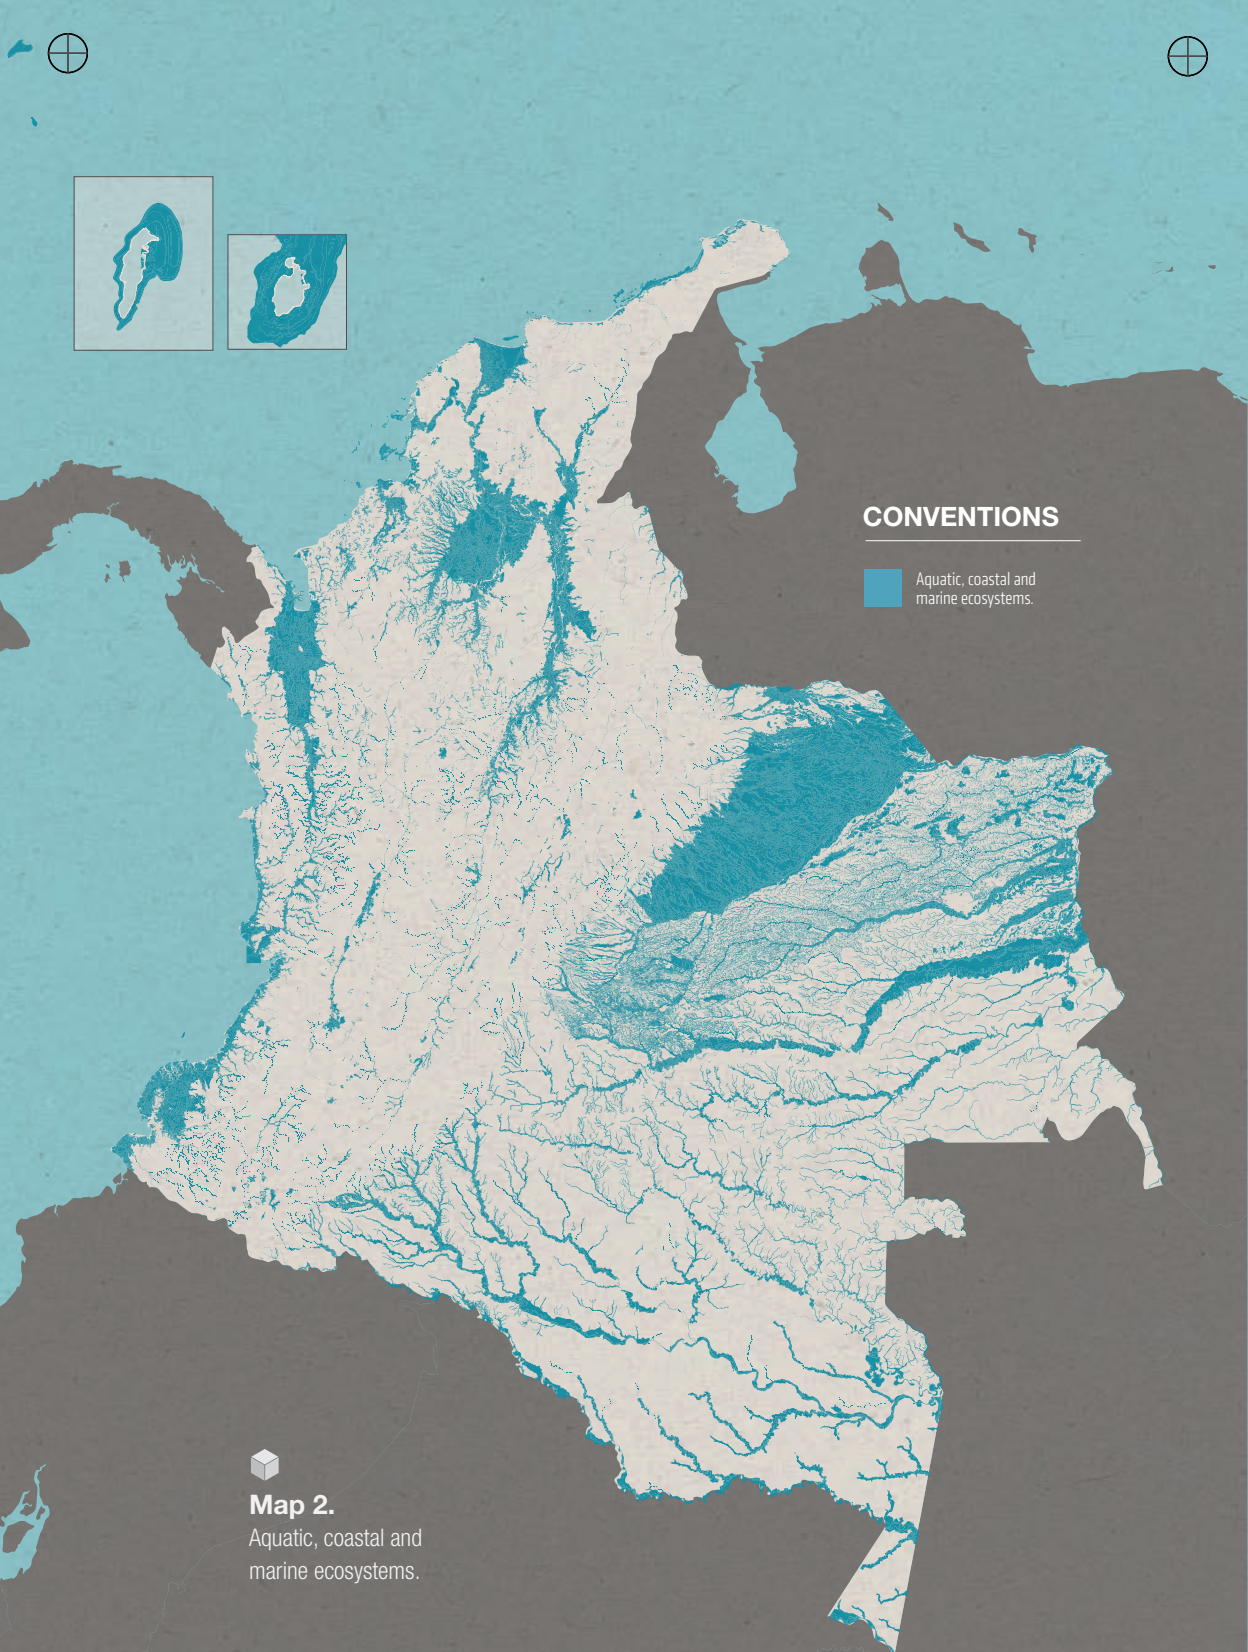 CONVENTIONS
Aquatic, coastal and
marine ecosystems.
Map 2.
Aquatic, coastal and
marine ecosystems.